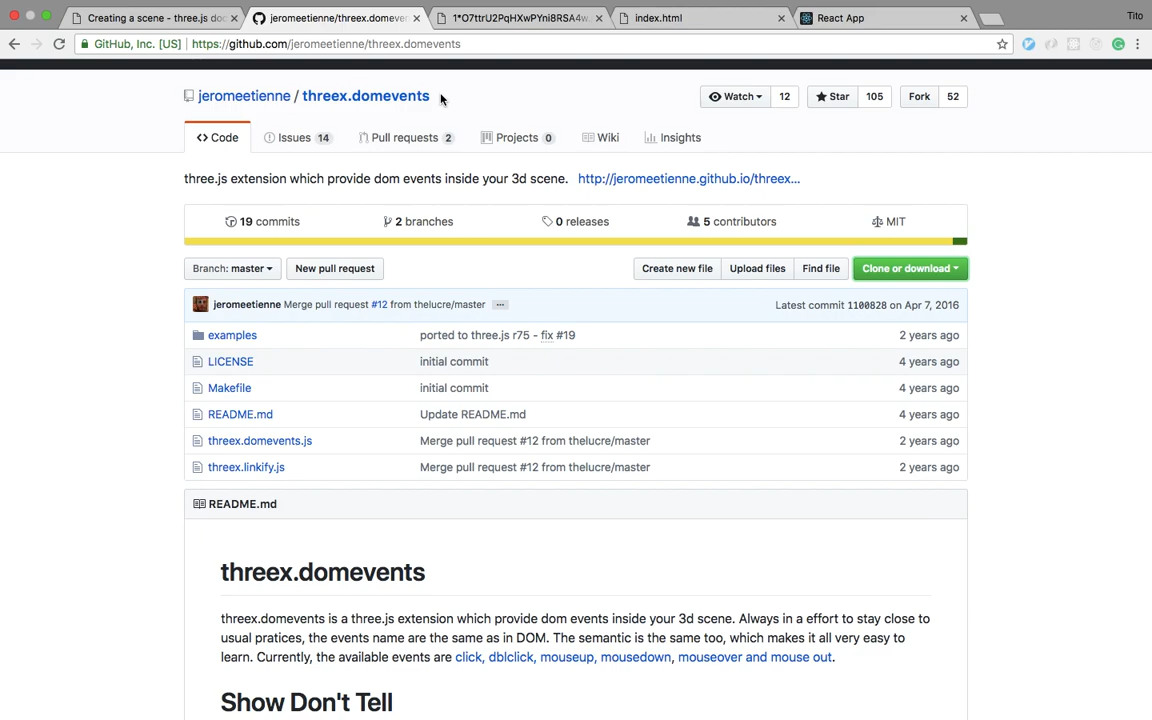 Creating a scene - three.js doc
jeromeetienne/threex.domeven
1*O7ttrU2PqHXwPYni8RSA4w
index.html
React App
Tito
GitHub, Inc. [US] | https://github.com/jeromeetienne/threex.domevents
jeromeetienne / threex.domevents
Watch 12
Star 105
Fork 52
Code
Issues 14
Pull requests 2
Projects 0
Wiki
Insights
three.js extension which provide dom events inside your 3d scene. http://jeromeetienne.github.io/threex...
19 commits
2 branches
0 releases
5 contributors
MIT
Branch: master
New pull request
Create new file
Upload files
Find file
Clone or download
jeromeetienne Merge pull request #12 from thelucre/master ...
Latest commit 1100828 on Apr 7, 2016
examples ported to three.js r75 - fix #19 2 years ago
LICENSE initial commit 4 years ago
Makefile initial commit 4 years ago
README.md Update README.md 4 years ago
threex.domevents.js Merge pull request #12 from thelucre/master 2 years ago
threex.linkify.js Merge pull request #12 from thelucre/master 2 years ago
README.md
threex.domevents
threex.domevents is a three.js extension which provide dom events inside your 3d scene. Always in a effort to stay close to
usual pratices, the events name are the same as in DOM. The semantic is the same too, which makes it all very easy to
learn. Currently, the available events are click, dblclick, mouseup, mousedown, mouseover and mouse out.
Show Don't Tell